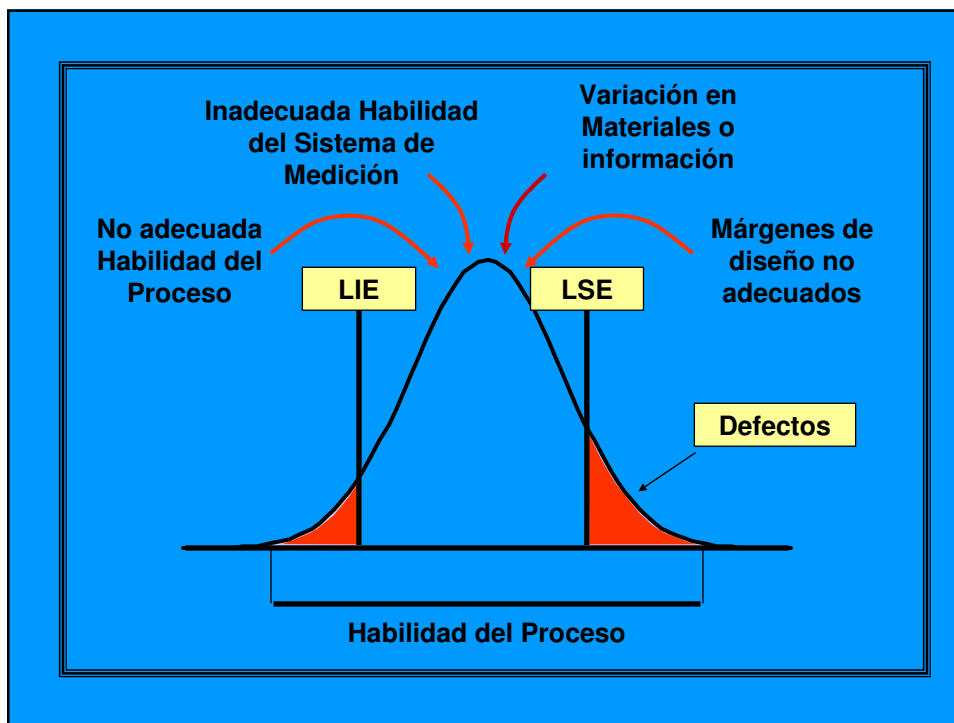 Inadecuada Habilidad
del Sistema de
Medición
Variación en
Materiales o
información
No adecuada
Habilidad del
Proceso
Márgenes de
diseño no
adecuados
LIE
LSE
Defectos
Habilidad del Proceso